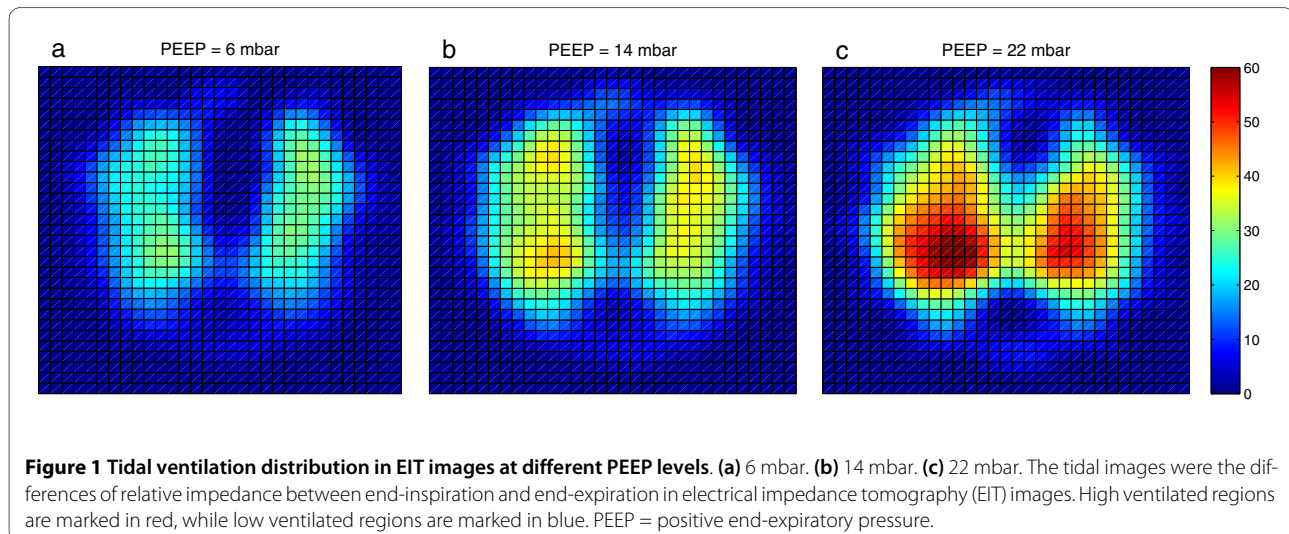 a
PEEP = 6 mbar
b
PEEP = 14 mbar
c
PEEP = 22 mbar
60
50
40
30
20
10
0
Figure 1 Tidal ventilation distribution in EIT images at different PEEP levels. (a) 6 mbar. (b) 14 mbar. (c) 22 mbar. The tidal images were the dif-
ferences of relative impedance between end-inspiration and end-expiration in electrical impedance tomography (EIT) images. High ventilated regions
are marked in red, while low ventilated regions are marked in blue. PEEP = positive end-expiratory pressure.